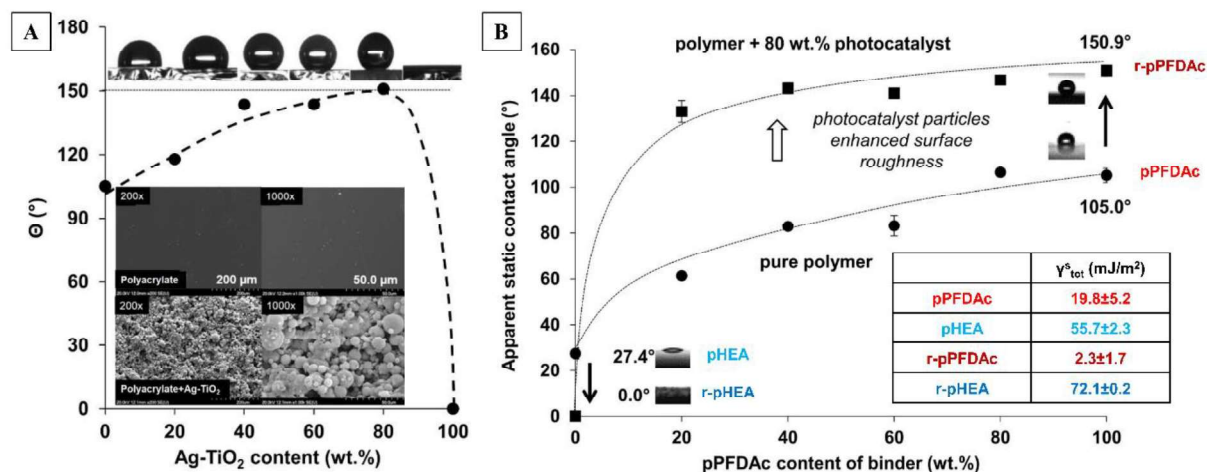 A
180
150
120
90
60
30
0
Θ (°)
200x
1000x
Polyacrylate
200 μm
50.0 μm
200x
1000x
Polyacrylate+Ag-TiO₂
0
20
40
60
80
100
Ag-TiO₂ content (wt.%)
B
160
140
120
100
80
60
40
20
0
Apparent static contact angle (°)
polymer + 80 wt.% photocatalyst
150.9°
r-pPFDAc
photocatalyst particles
enhanced surface
roughness
pPFDAc
105.0°
pure polymer
27.4°
pHEA
0.0°
r-pHEA
γˢtot (mJ/m²)
pPFDAc 19.8±5.2
pHEA 55.7±2.3
r-pPFDAc 2.3±1.7
r-pHEA 72.1±0.2
0
20
40
60
80
100
pPFDAc content of binder (wt.%)